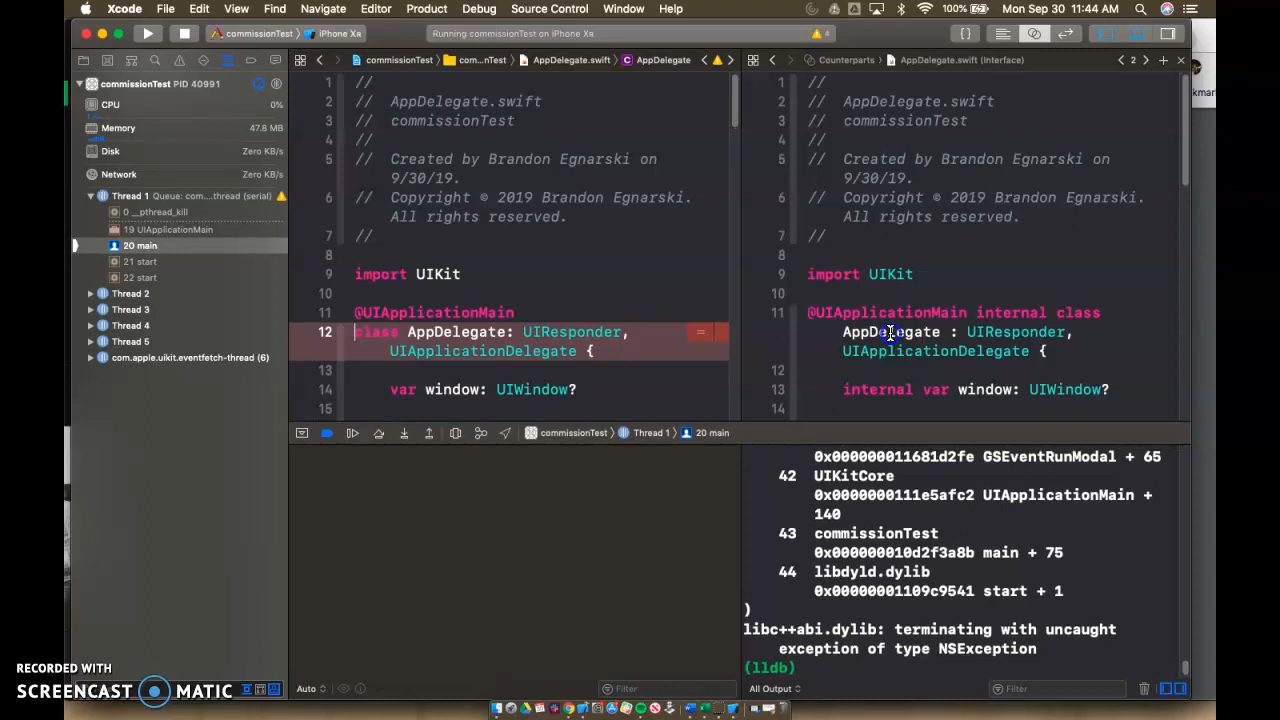 Xcode File Edit View Find Navigate Editor Product Debug Source Control Window Help 100% Mon Sep 30 11:44 AM
commissionTest iPhone Xʀ Running commissionTest on iPhone Xʀ 4
commissionTest PID 40991
CPU 0%
Memory 47.8 MB
Disk Zero KB/s
Network Zero KB/s
Thread 1 Queue: com....thread (serial)
0 __pthread_kill
19 UIApplicationMain
20 main
21 start
22 start
Thread 2
Thread 3
Thread 4
Thread 5
com.apple.uikit.eventfetch-thread (6)
commissionTest com...nTest AppDelegate.swift AppDelegate
1 //
2 // AppDelegate.swift
3 // commissionTest
4 //
5 // Created by Brandon Egnarski on
9/30/19.
6 // Copyright © 2019 Brandon Egnarski.
All rights reserved.
7 //
8
9 import UIKit
10
11 @UIApplicationMain
12 class AppDelegate: UIResponder,
UIApplicationDelegate {
13
14 var window: UIWindow?
15
Counterparts AppDelegate.swift (Interface) 2
1 //
2 // AppDelegate.swift
3 // commissionTest
4 //
5 // Created by Brandon Egnarski on
9/30/19.
6 // Copyright © 2019 Brandon Egnarski.
All rights reserved.
7 //
8
9 import UIKit
10
11 @UIApplicationMain internal class
AppDelegate : UIResponder,
UIApplicationDelegate {
12
13 internal var window: UIWindow?
14
kmar
commissionTest Thread 1 20 main
0x000000011681d2fe GSEventRunModal + 65
42 UIKitCore
0x0000000111e5afc2 UIApplicationMain +
140
43 commissionTest
0x000000010d2f3a8b main + 75
44 libdyld.dylib
0x00000001109c9541 start + 1
)
libc++abi.dylib: terminating with uncaught
exception of type NSException
(lldb)
Auto Filter All Output Filter
RECORDED WITH
SCREENCAST MATIC